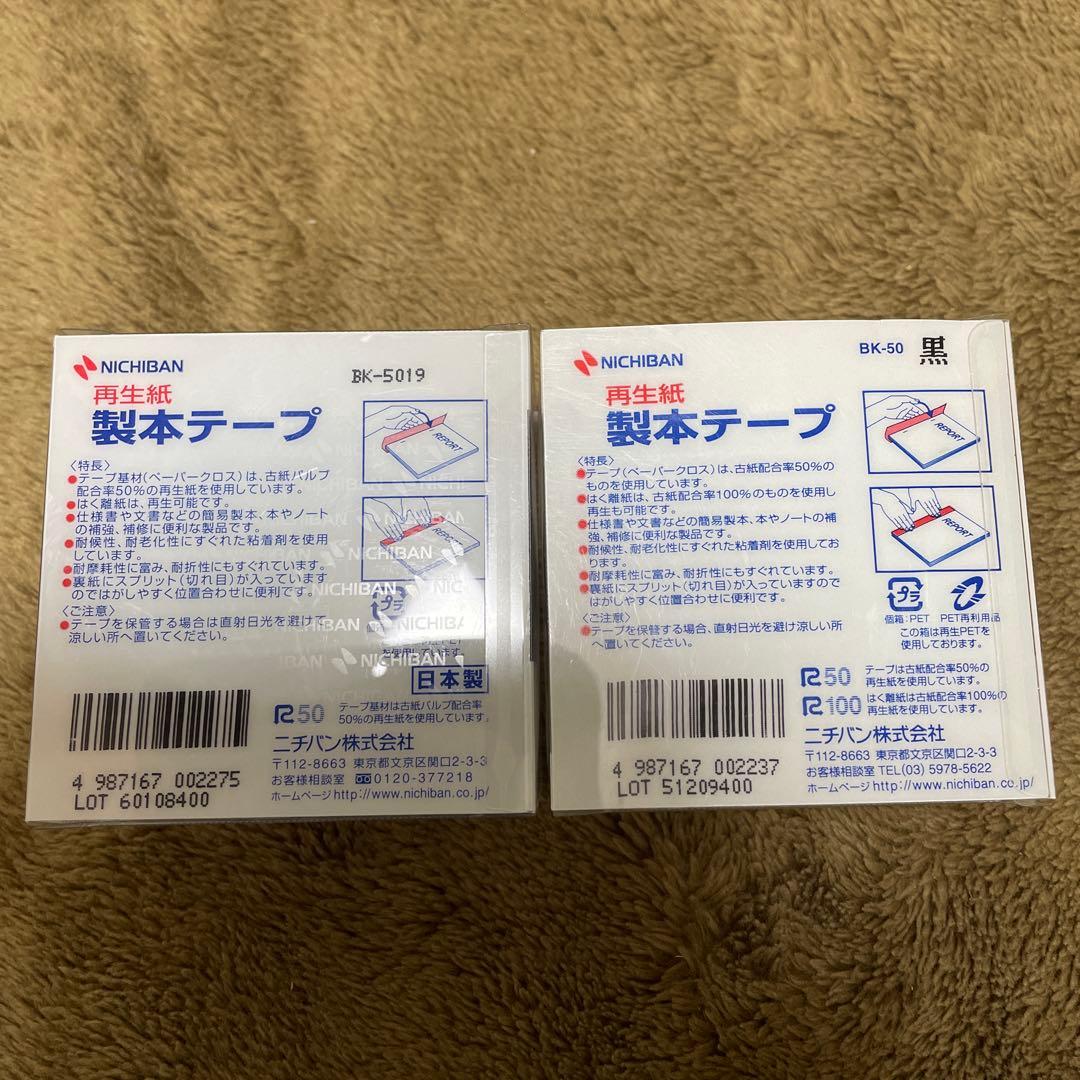 NICHIBAN
BK-5019
再生紙
製本テープ
REPORT
〈特長〉
●テープ基材(ペーパークロス)は、古紙パルプ
配合率50%の再生紙を使用しています。
●はく離紙は、再生可能です。
●仕様書や文書などの簡易製本、本やノート
の補強、補修に便利な製品です。
●耐候性、耐老化性にすぐれた粘着剤を使用
しています。
●耐摩耗性に富み、耐折性にもすぐれています。
●裏紙にスプリット(切れ目)が入っています
のではがしやすく位置合わせに便利です。
〈ご注意〉
●テープを保管する場合は直射日光を避けて
涼しい所へ置いてください。
NICHIBAN
NICHIBAN
NICHIBAN
プラ
を使用しています。
日本製
R50
テープ基材は古紙パルプ配合率
50%の再生紙を使用しています。
ニチバン株式会社
〒112-8663 東京都文京区関口2-3-3
お客様相談室 0120-377218
ホームページhttp://www.nichiban.co.jp/
4 987167 002275
LOT 60108400
NICHIBAN
BK-50 黒
再生紙
製本テープ
REPORT
REPORT
〈特長〉
●テープ(ペーパークロス)は、古紙配合率50%の
ものを使用しています。
●はく離紙は、古紙配合率100%のものを使用し
再生も可能です。
●仕様書や文書などの簡易製本、本やノートの補
強、補修に便利な製品です。
●耐候性、耐老化性にすぐれた粘着剤を使用してお
ります。
●耐摩耗性に富み、耐折性にもすぐれています。
●裏紙にスプリット(切れ目)が入っていますので
はがしやすく位置合わせに便利です。
〈ご注意〉
●テープを保管する場合、直射日光を避け涼しい所
へ置いてください。
プラ
個箱:PET PET再利用品
この箱は再生PETを
使用しております。
R50 テープは古紙配合率50%の
再生紙を使用しています。
R100 はく離紙は古紙配合率100%の
再生紙を使用しています。
ニチバン株式会社
〒112-8663 東京都文京区関口2-3-3
お客様相談室 TEL(03) 5978-5622
ホームページ http://www.nichiban.co.jp/
4 987167 002237
LOT 51209400